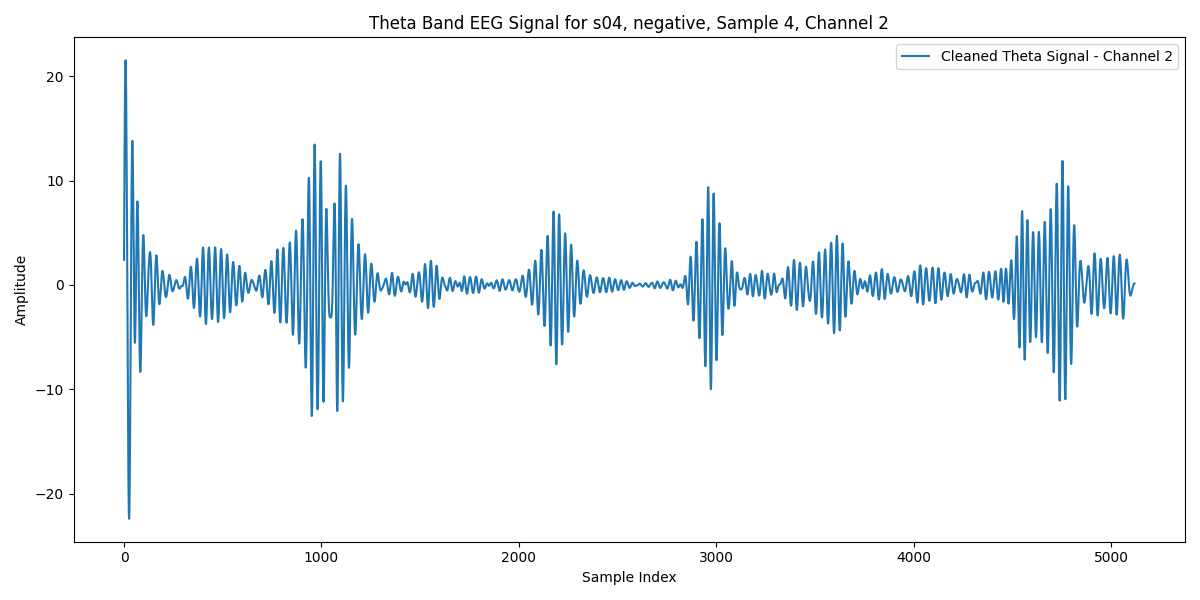 Theta Band EEG Signal for s04, negative, Sample 4, Channel 2
Cleaned Theta Signal - Channel 2
Amplitude
20
10
0
−10
−20
0
1000
2000
3000
4000
5000
Sample Index